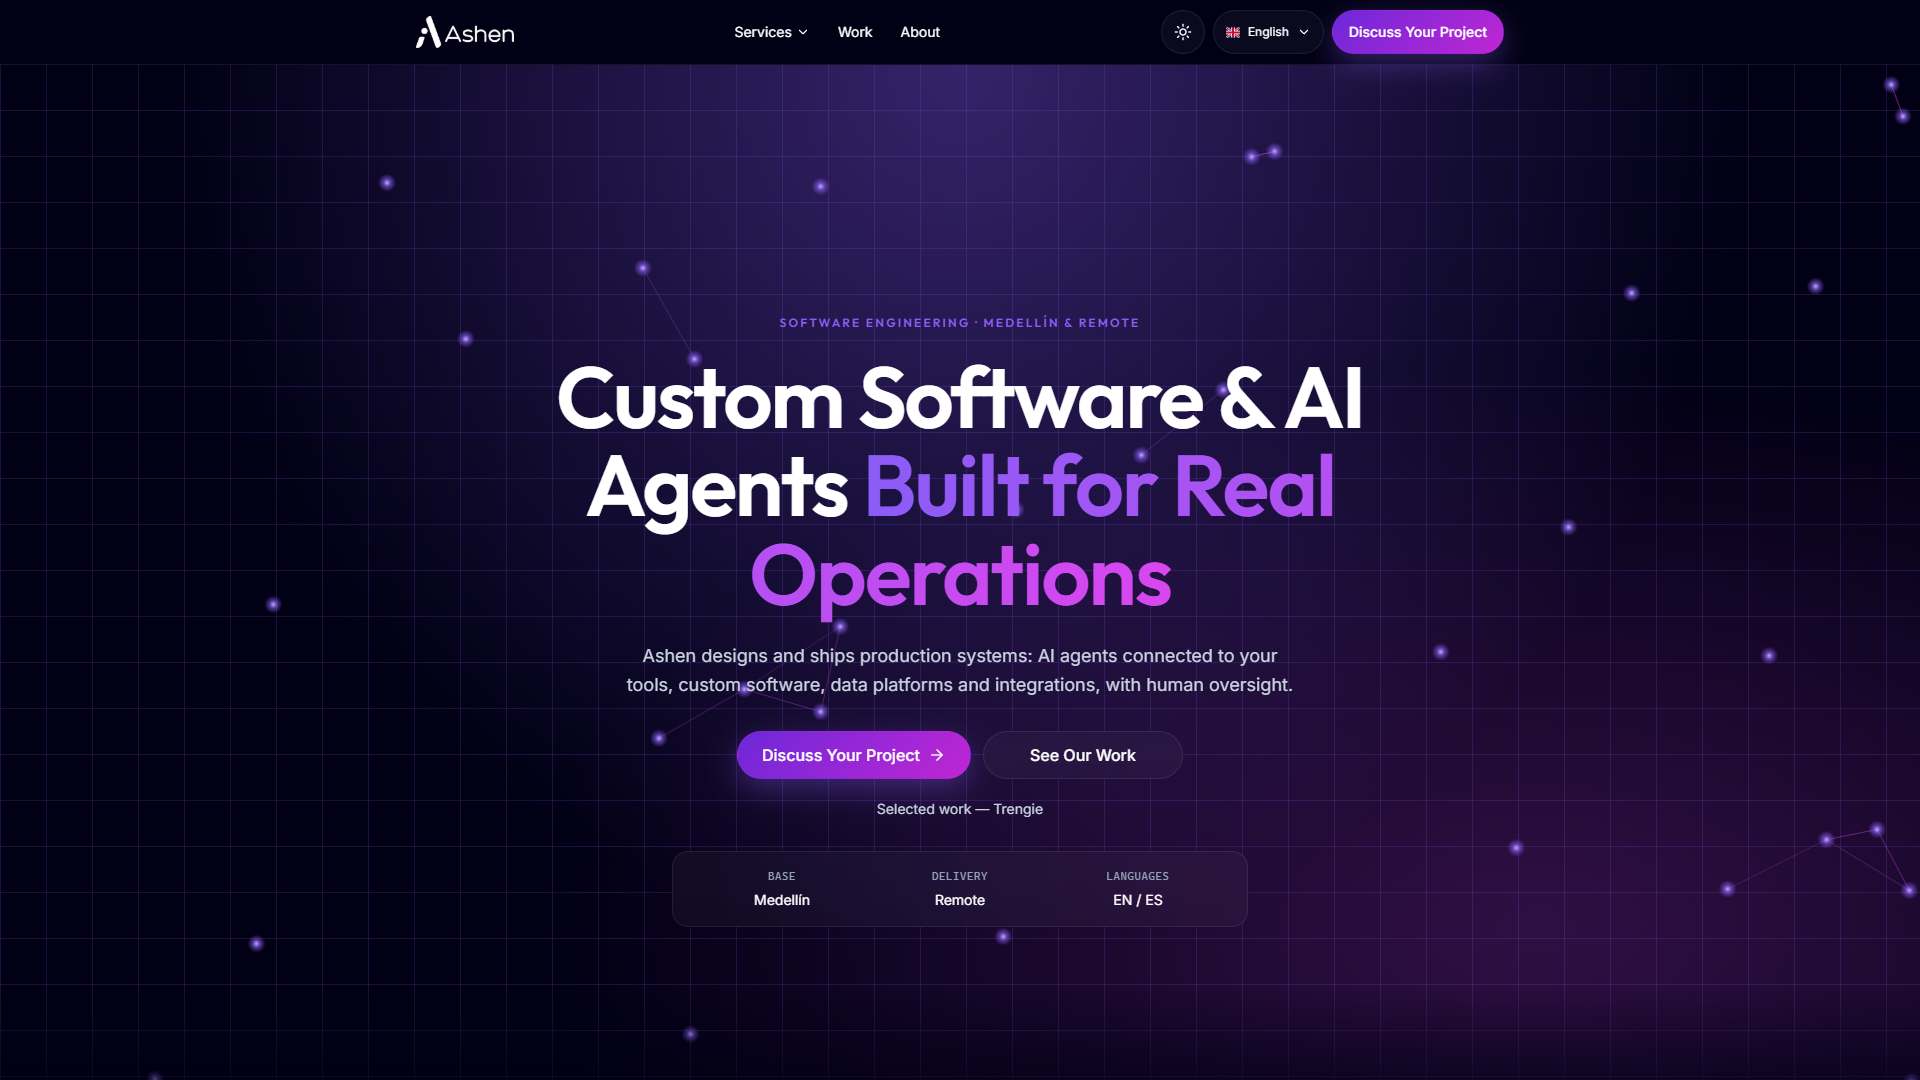 Ashen
Services
Work
About
English
Discuss Your Project
SOFTWARE ENGINEERING · MEDELLÍN & REMOTE
Custom Software & AI
Agents Built for Real
Operations
Ashen designs and ships production systems: AI agents connected to your
tools, custom software, data platforms and integrations, with human oversight.
Discuss Your Project →
See Our Work
Selected work — Trengie
BASE
Medellín
DELIVERY
Remote
LANGUAGES
EN / ES